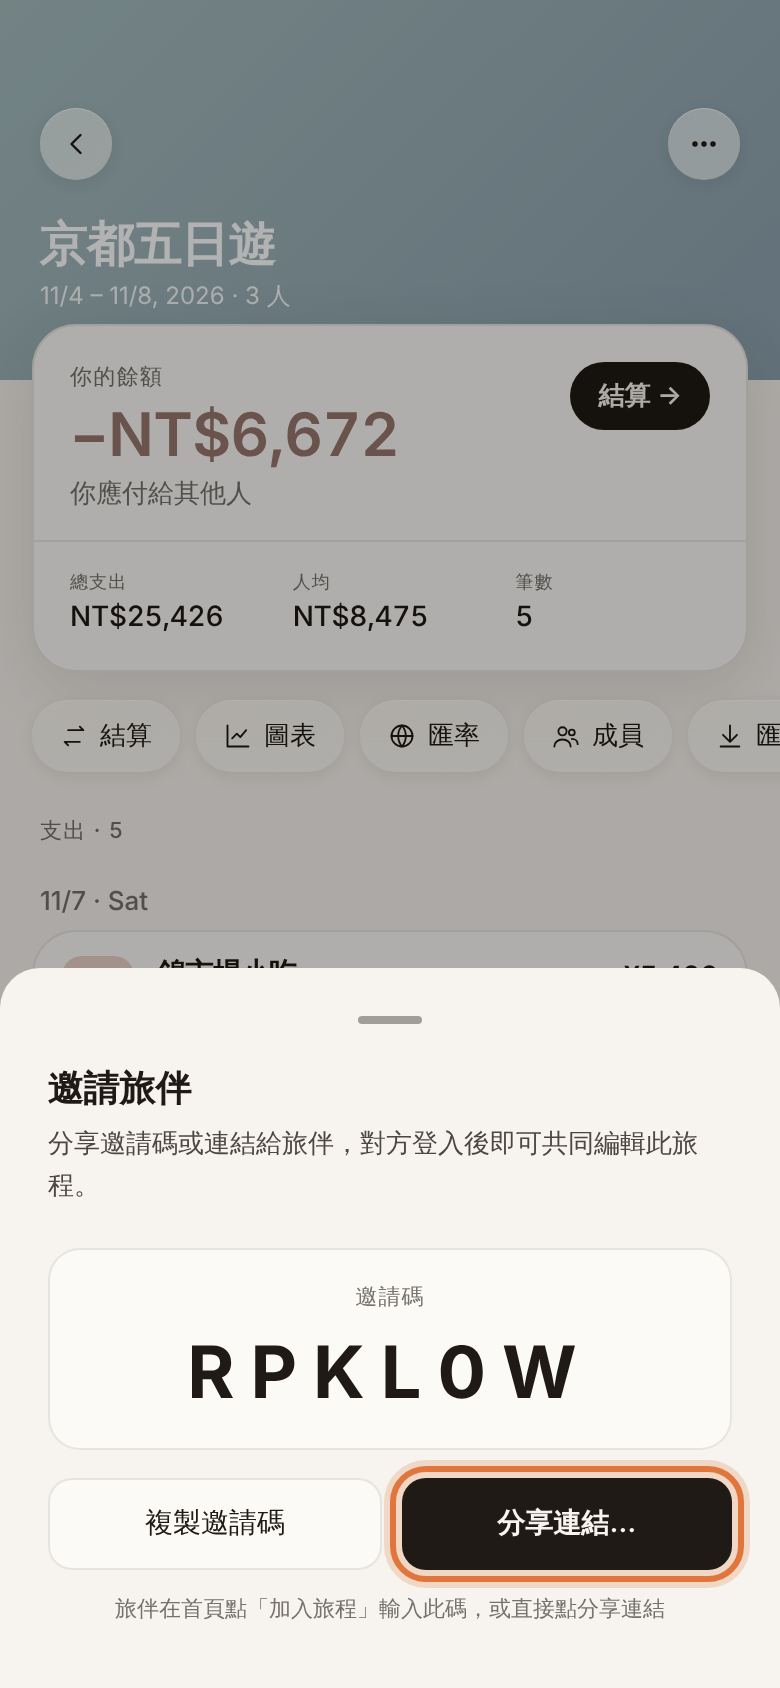 京都五日遊
11/4 – 11/8, 2026 · 3 人
你的餘額
結算 →
–NT$6,672
你應付給其他人
總支出 人均 筆數
NT$25,426 NT$8,475 5
結算 圖表 匯率 成員 匯
支出 · 5
11/7 · Sat
邀請旅伴
分享邀請碼或連結給旅伴，對方登入後即可共同編輯此旅
程。
邀請碼
RPKL0W
複製邀請碼 分享連結...
旅伴在首頁點「加入旅程」輸入此碼，或直接點分享連結